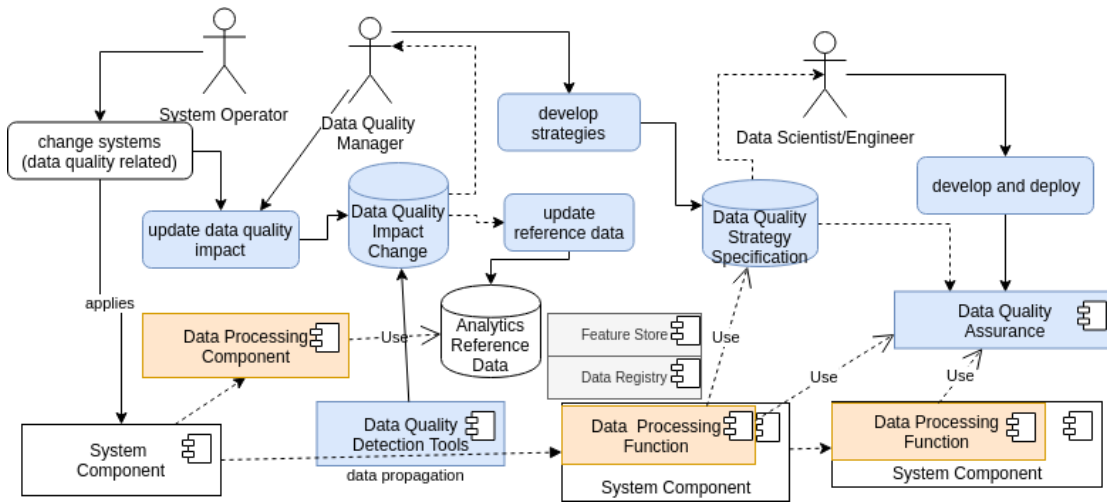 System Operator
Data Quality
Manager
Data Scientist/Engineer
change systems
(data quality related)
develop
strategies
develop and deploy
update data quality
impact
Data Quality
Impact
Change
update
reference data
Data Quality
Strategy
Specification
applies
Data Processing
Component
Use
Analytics
Reference
Data
Feature Store
Data Registry
Use
Data Quality
Assurance
Use
Use
System
Component
Data Quality
Detection Tools
data propagation
Data Processing
Function
System Component
Data Processing
Function
System Component